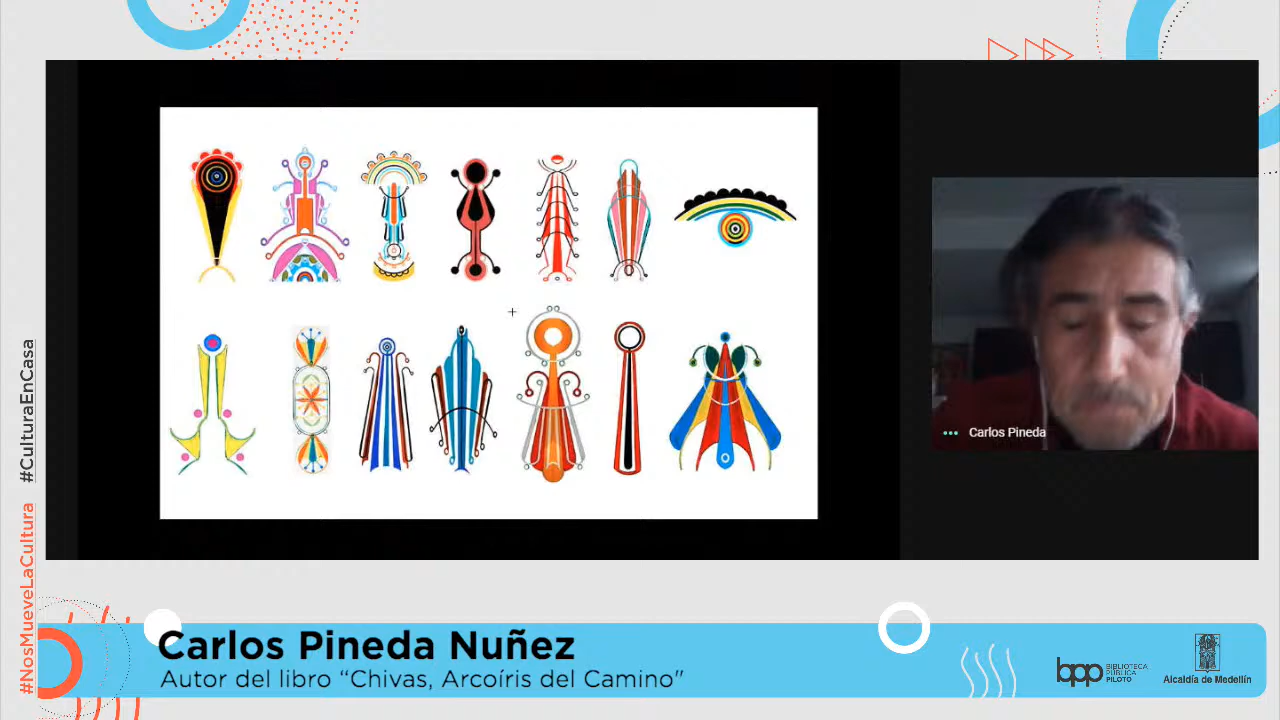 #NosMueveLaCultura #CulturaEnCasa
Carlos Pineda
Carlos Pineda Nuñez
Autor del libro “Chivas, Arcoíris del Camino"
bpp
BIBLIOTECA
PÚBLICA
PILOTO
Alcaldía de Medellín